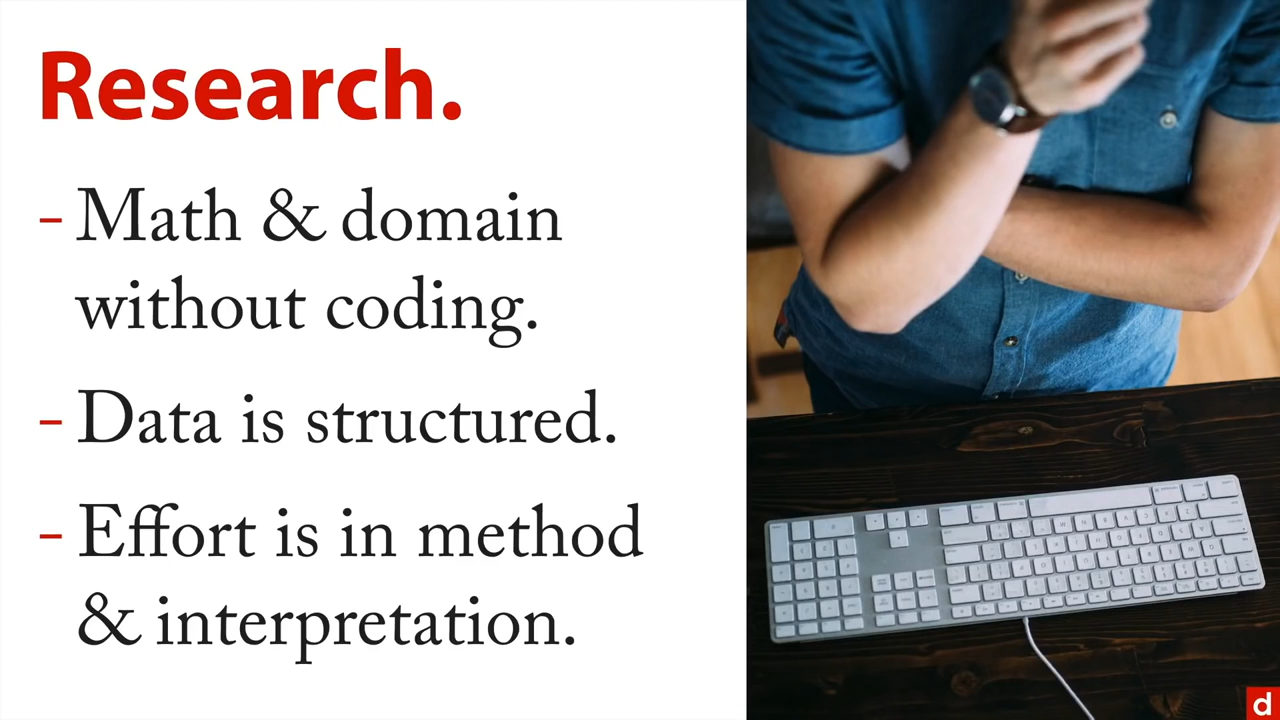 Research.
- Math & domain
without coding.
- Data is structured.
- Effort is in method
& interpretation.
d